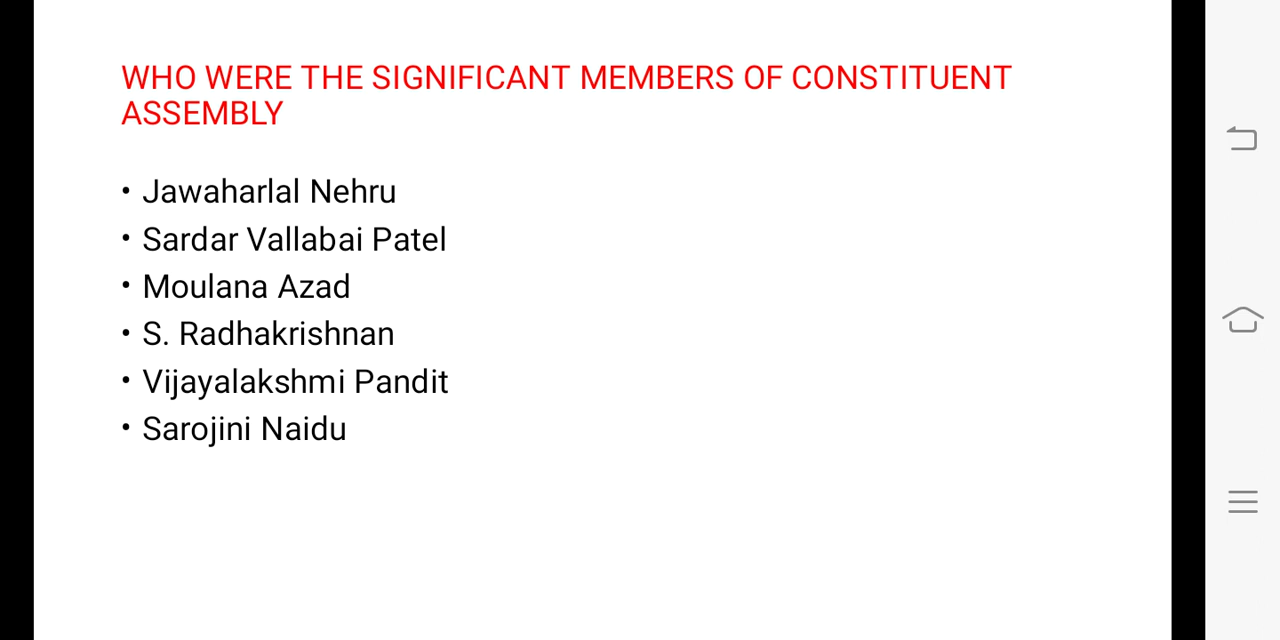 WHO WERE THE SIGNIFICANT MEMBERS OF CONSTITUENT
ASSEMBLY
• Jawaharlal Nehru
• Sardar Vallabai Patel
• Moulana Azad
• S. Radhakrishnan
• Vijayalakshmi Pandit
• Sarojini Naidu